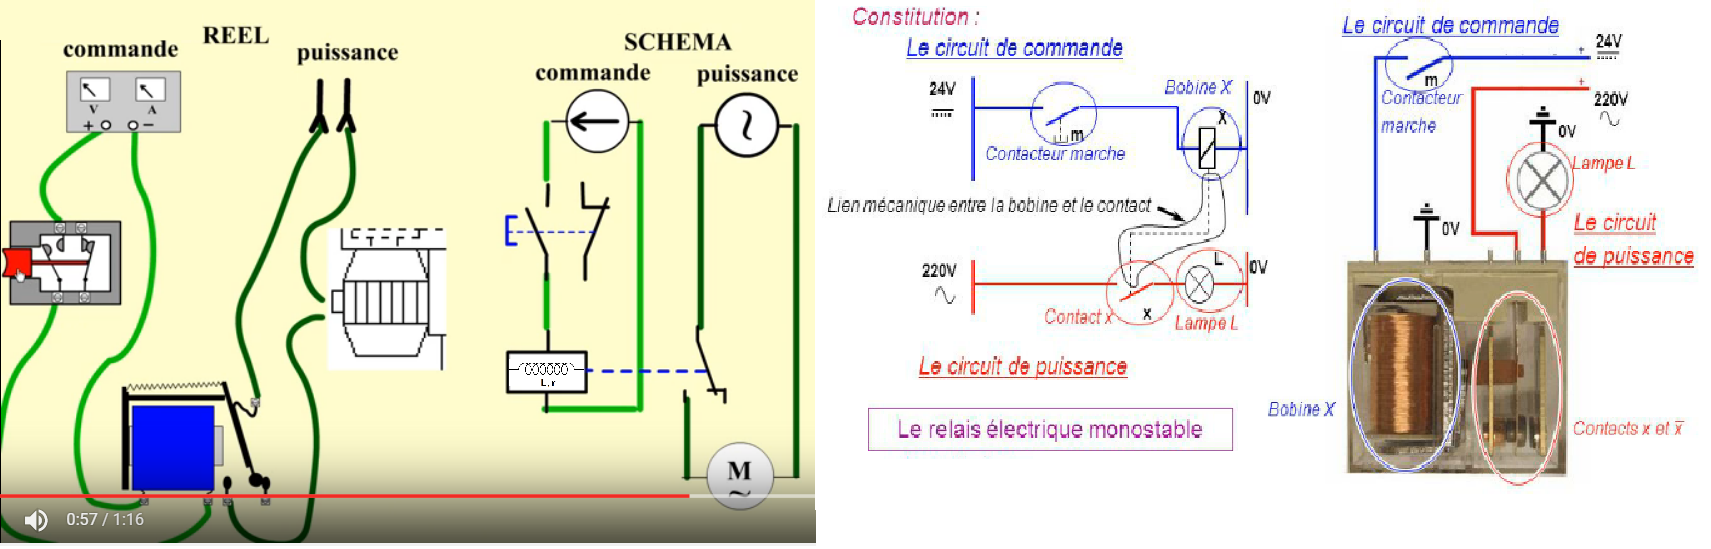 REEL
commande
puissance
V
A
+
−
SCHEMA
commande
puissance
L,r
M
0:57 / 1:16
Constitution :
Le circuit de commande
24V
Bobine X
0V
X
m
Contacteur marche
Lien mécanique entre la bobine et le contact
220V
L
0V
Contact x
x
Lampe L
Le circuit de puissance
Le relais électrique monostable
Le circuit de commande
+
24V
m
+
Contacteur
marche
220V
0V
Lampe L
0V
Le circuit
de puissance
Bobine X
Contacts x et x̅